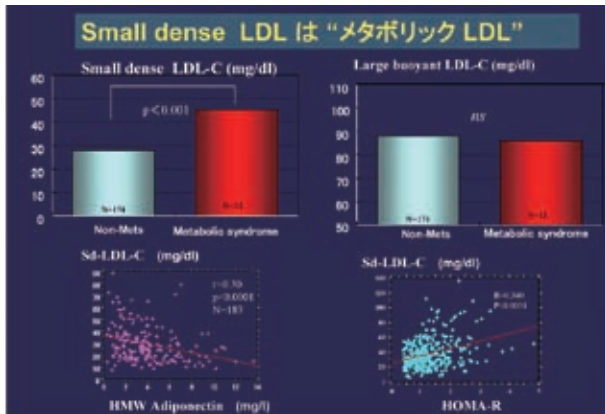 Small dense LDL は “メタボリック LDL”
Small dense LDL-C (mg/dl)
60
50
40
30
20
10
0
p<0.001
Non-Mets
Metabolic syndrome
Large buoyant LDL-C (mg/dl)
110
100
90
80
70
60
50
ns
Non-Mets
Metabolic syndrome
Sd-LDL-C (mg/dl)
p<0.0001
N=183
HMW Adiponectin (mg/l)
Sd-LDL-C (mg/dl)
HOMA-R